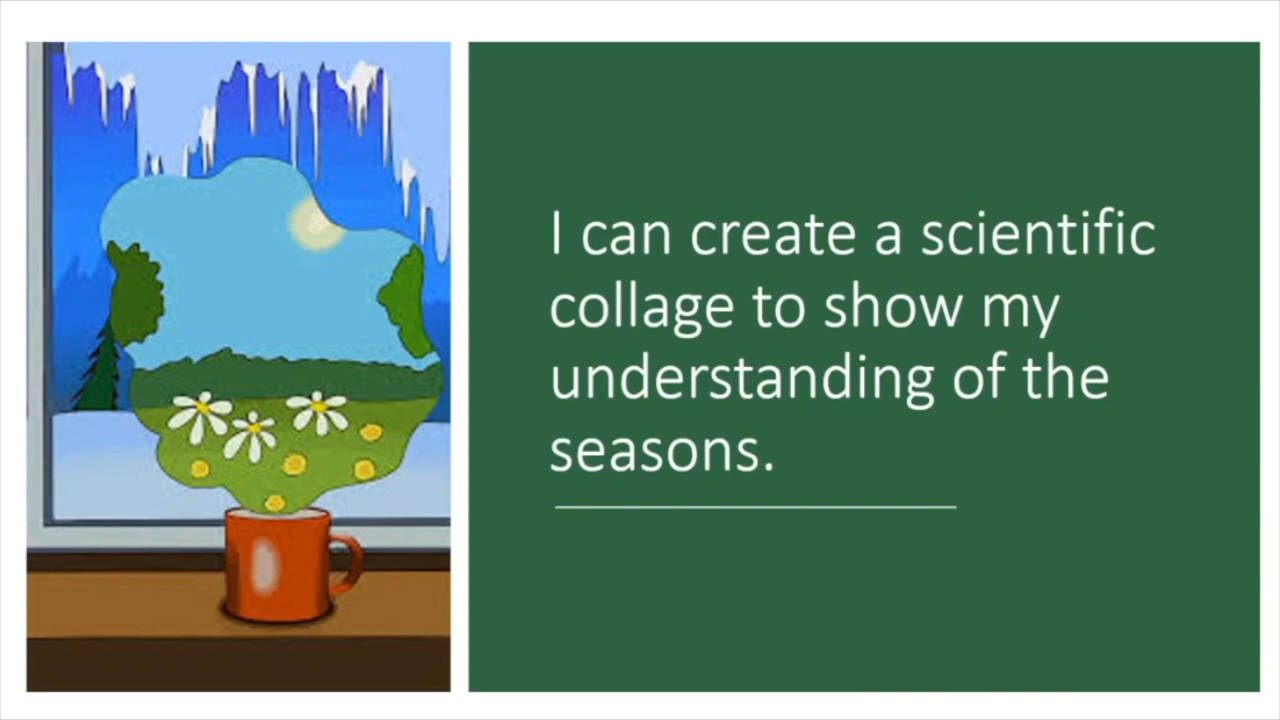 I can create a scientific
collage to show my
understanding of the
seasons.